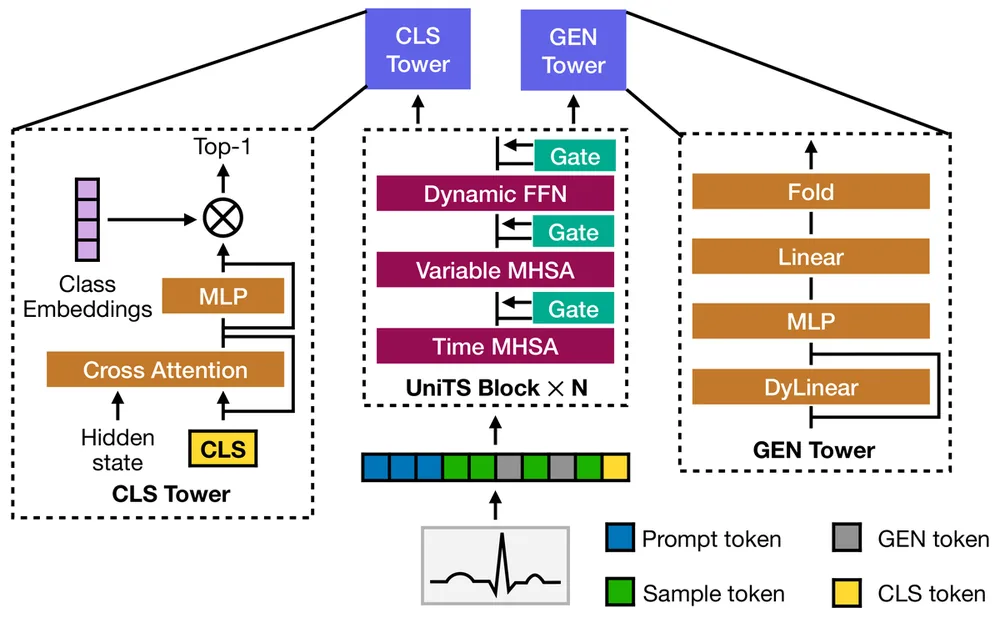 CLS
Tower
GEN
Tower
Top-1
Class
Embeddings
MLP
Cross Attention
Hidden
state
CLS
CLS Tower
Gate
Dynamic FFN
Gate
Variable MHSA
Gate
Time MHSA
UniTS Block × N
Fold
Linear
MLP
DyLinear
GEN Tower
Prompt token
GEN token
Sample token
CLS token